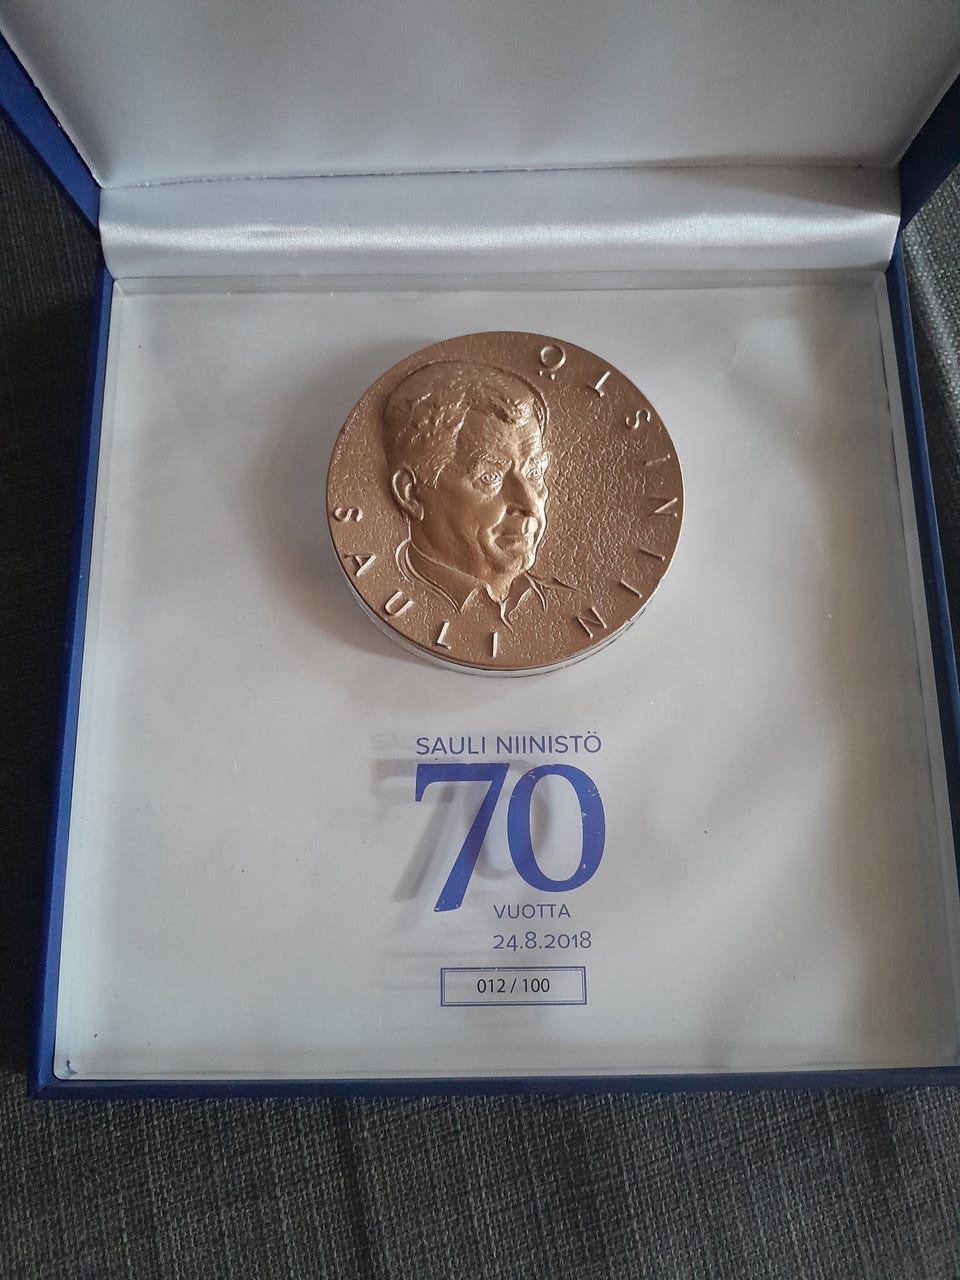 SAULI NIINISTÖ
SAULI NIINISTÖ
70
VUOTTA
24.8.2018
012 / 100